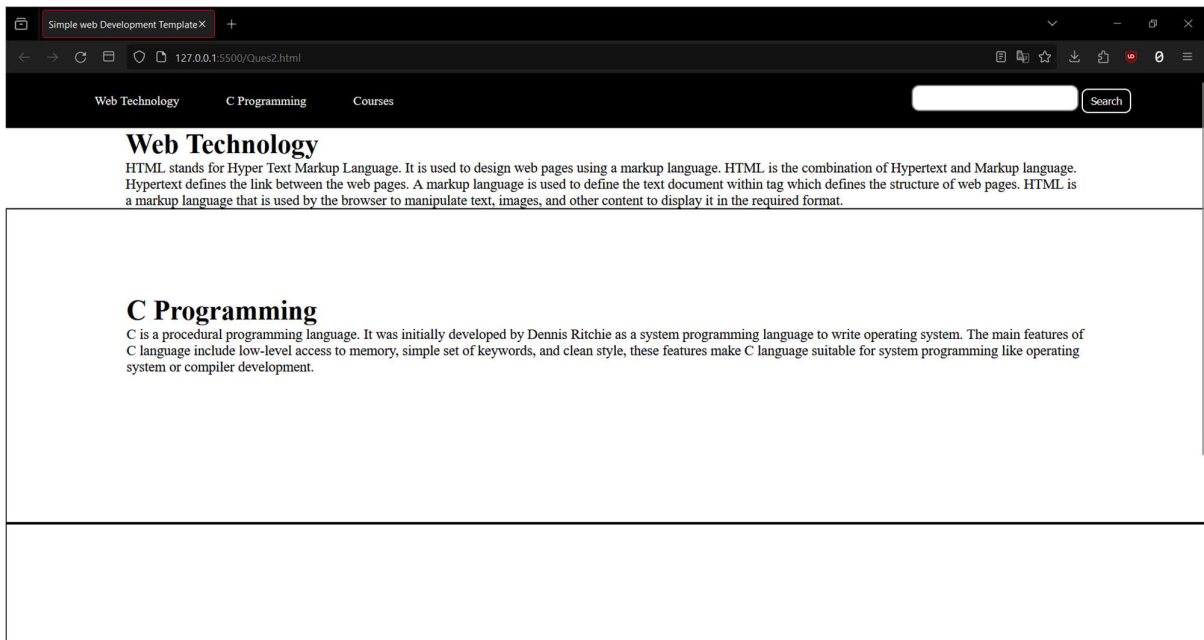 Simple web Development Template
127.0.0.1:5500/Ques2.html
Web Technology C Programming Courses Search
Web Technology
HTML stands for Hyper Text Markup Language. It is used to design web pages using a markup language. HTML is the combination of Hypertext and Markup language.
Hypertext defines the link between the web pages. A markup language is used to define the text document within tag which defines the structure of web pages. HTML is
a markup language that is used by the browser to manipulate text, images, and other content to display it in the required format.
C Programming
C is a procedural programming language. It was initially developed by Dennis Ritchie as a system programming language to write operating system. The main features of
C language include low-level access to memory, simple set of keywords, and clean style, these features make C language suitable for system programming like operating
system or compiler development.